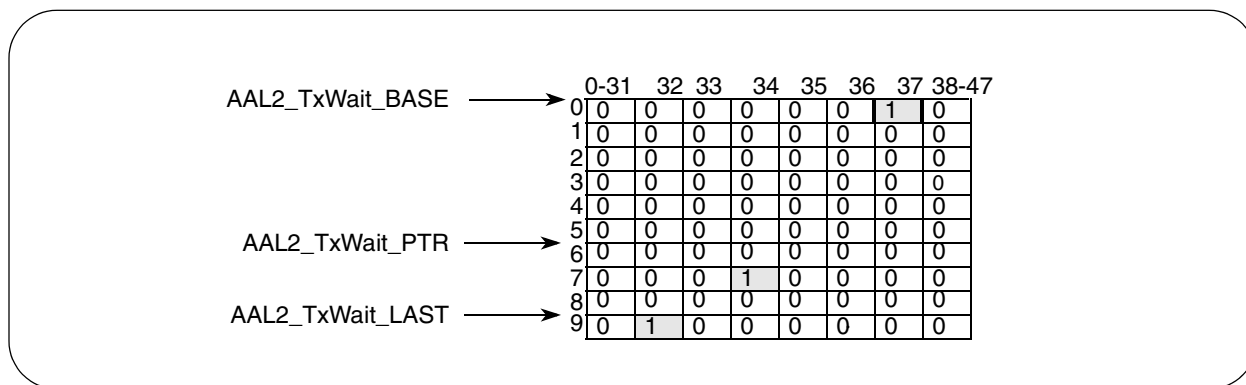 0-31 32 33 34 35 36 37 38-47
AAL2_TxWait_BASE
0 0 0 0 0 0 0 1 0
1 0 0 0 0 0 0 0 0
2 0 0 0 0 0 0 0 0
3 0 0 0 0 0 0 0 0
4 0 0 0 0 0 0 0 0
5 0 0 0 0 0 0 0 0
AAL2_TxWait_PTR
6 0 0 0 0 0 0 0 0
7 0 0 0 1 0 0 0 0
8 0 0 0 0 0 0 0 0
AAL2_TxWait_LAST
9 0 1 0 0 0 0 0 0